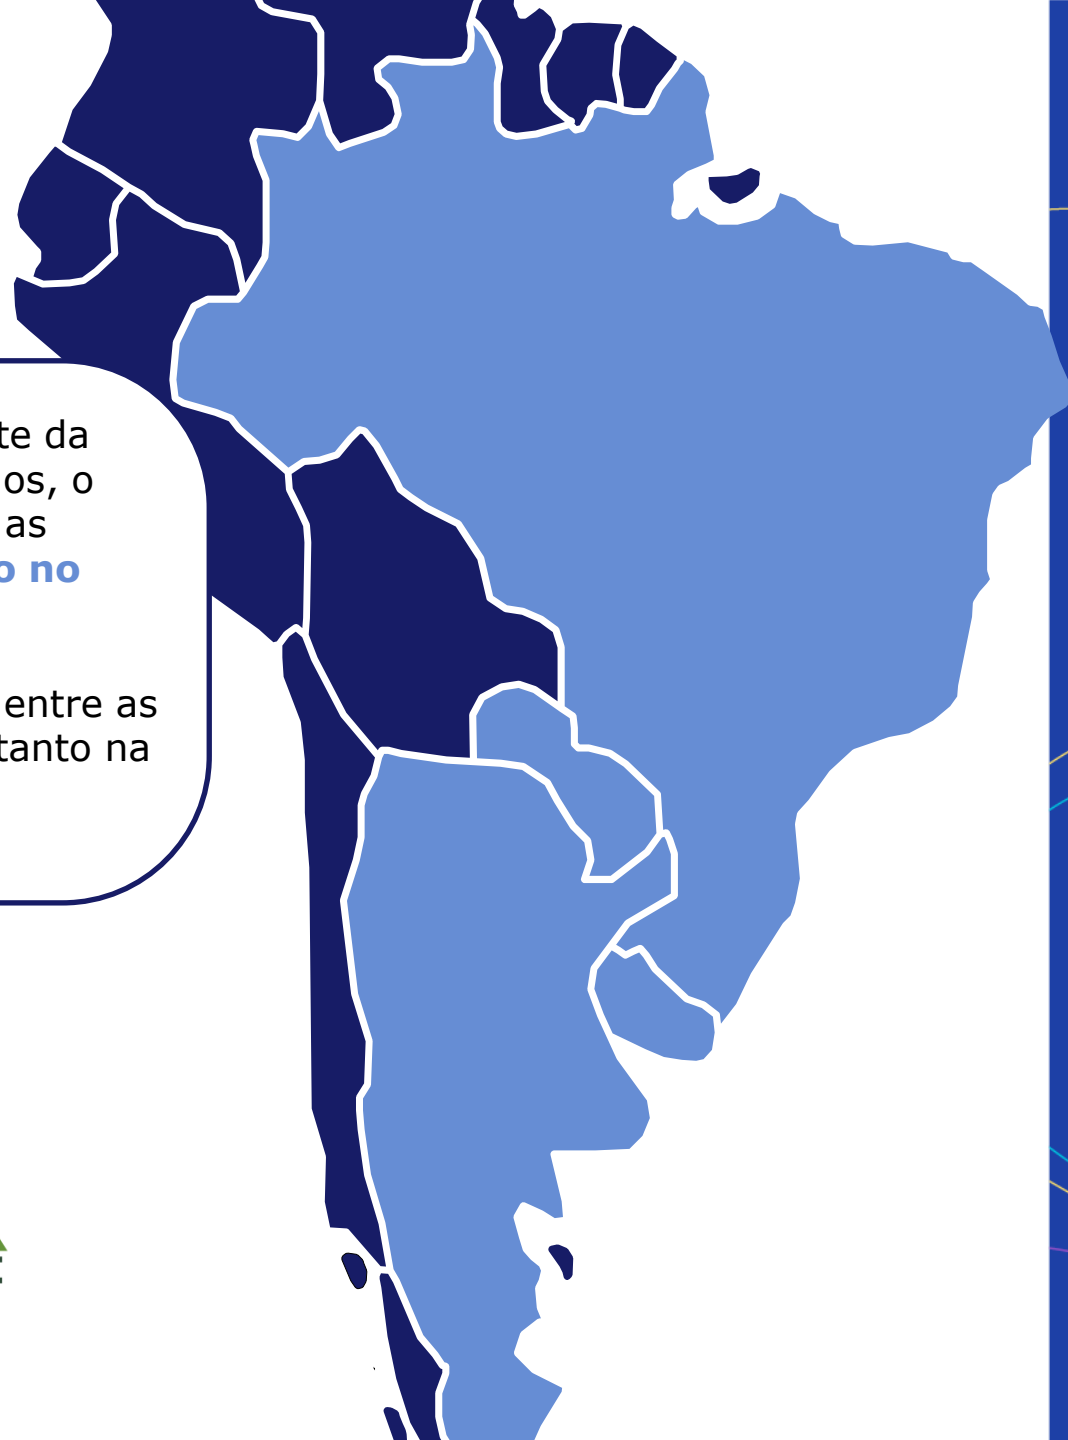 te da
os, o
as
o no
entre as
tanto na